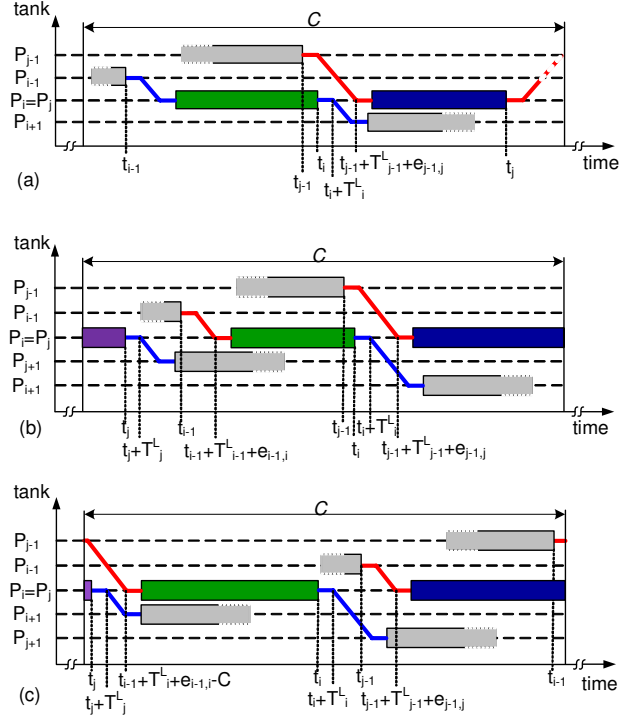 tank
C
P_{j-1}
P_{i-1}
P_i=P_j
P_{i+1}
time
t_{i-1}
t_{j-1}
t_i
t_{j-1}+T^L_{j-1}+e_{j-1,j}
t_j
t_i+T^L_i
(a)
tank
C
P_{j-1}
P_{i-1}
P_i=P_j
P_{j+1}
P_{i+1}
time
t_j
t_{i-1}
t_{j-1}
t_i+T^L_i
t_j+T^L_j
t_{i-1}+T^L_{i-1}+e_{i-1,i}
t_i
t_{j-1}+T^L_{j-1}+e_{j-1,j}
(b)
tank
C
P_{j-1}
P_{i-1}
P_i=P_j
P_{i+1}
P_{j+1}
time
t_j
t_{i-1}+T^L_i+e_{i-1,i}-C
t_i
t_{j-1}
t_{i-1}
t_j+T^L_j
t_i+T^L_i
t_{j-1}+T^L_{j-1}+e_{j-1,j}
(c)